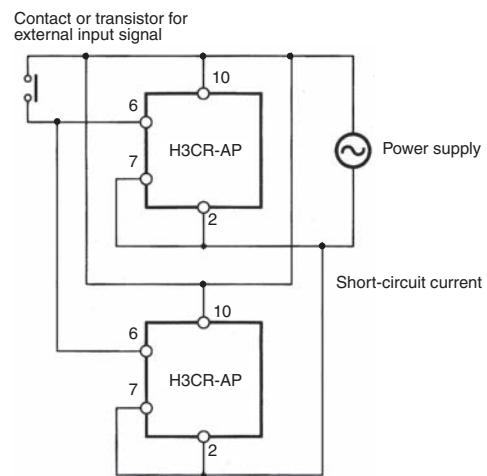 Contact or transistor for
external input signal
10
6
H3CR-AP
Power supply
7
2
Short-circuit current
10
6
H3CR-AP
7
2